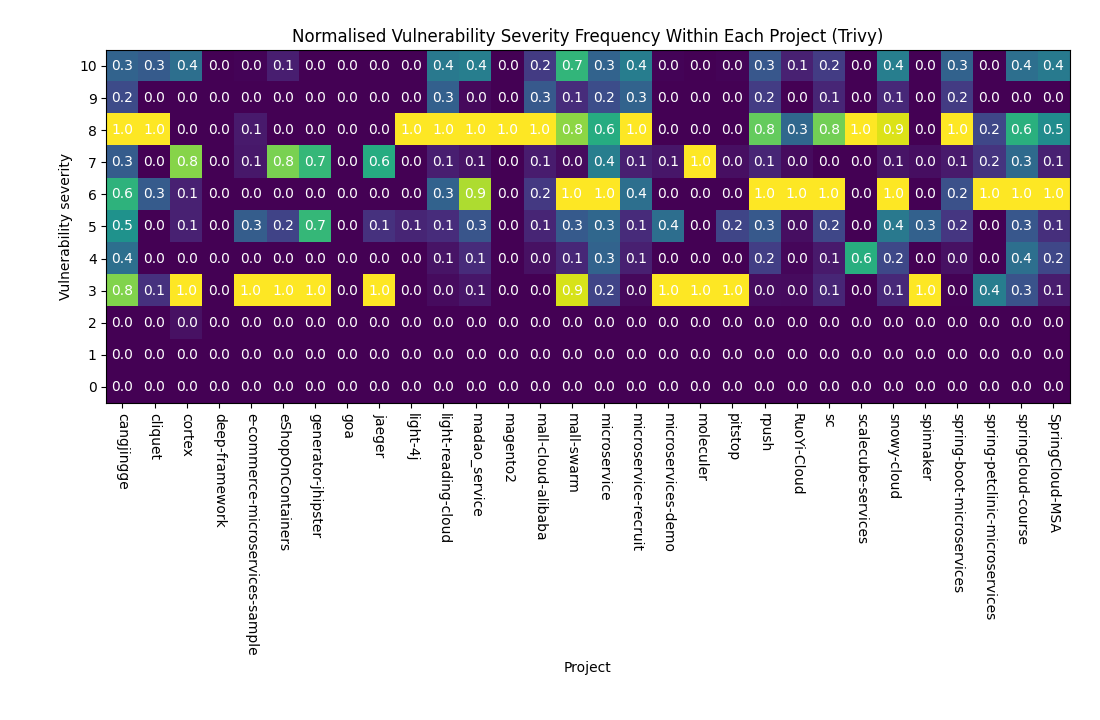 Normalised Vulnerability Severity Frequency Within Each Project (Trivy)
Vulnerability severity
10 0.3 0.3 0.4 0.0 0.0 0.1 0.0 0.0 0.0 0.0 0.4 0.4 0.0 0.2 0.7 0.3 0.4 0.0 0.0 0.0 0.3 0.1 0.2 0.0 0.4 0.0 0.3 0.0 0.4 0.4
9 0.2 0.0 0.0 0.0 0.0 0.0 0.0 0.0 0.0 0.0 0.3 0.0 0.0 0.3 0.1 0.2 0.3 0.0 0.0 0.0 0.2 0.0 0.1 0.0 0.1 0.0 0.2 0.0 0.0 0.0
8 1.0 1.0 0.0 0.0 0.1 0.0 0.0 0.0 0.0 1.0 1.0 1.0 1.0 1.0 0.8 0.6 1.0 0.0 0.0 0.0 0.8 0.3 0.8 1.0 0.9 0.0 1.0 0.2 0.6 0.5
7 0.3 0.0 0.8 0.0 0.1 0.8 0.7 0.0 0.6 0.0 0.1 0.1 0.0 0.1 0.0 0.4 0.1 0.1 1.0 0.0 0.1 0.0 0.0 0.0 0.1 0.0 0.1 0.2 0.3 0.1
6 0.6 0.3 0.1 0.0 0.0 0.0 0.0 0.0 0.0 0.0 0.3 0.9 0.0 0.2 1.0 1.0 0.4 0.0 0.0 0.0 1.0 1.0 1.0 0.0 1.0 0.0 0.2 1.0 1.0 1.0
5 0.5 0.0 0.1 0.0 0.3 0.2 0.7 0.0 0.1 0.1 0.1 0.3 0.0 0.1 0.3 0.3 0.1 0.4 0.0 0.2 0.3 0.0 0.2 0.0 0.4 0.3 0.2 0.0 0.3 0.1
4 0.4 0.0 0.0 0.0 0.0 0.0 0.0 0.0 0.0 0.0 0.1 0.1 0.0 0.0 0.1 0.3 0.1 0.0 0.0 0.0 0.2 0.0 0.1 0.6 0.2 0.0 0.0 0.0 0.4 0.2
3 0.8 0.1 1.0 0.0 1.0 1.0 1.0 0.0 1.0 0.0 0.0 0.1 0.0 0.0 0.9 0.2 0.0 1.0 1.0 1.0 0.0 0.0 0.1 0.0 0.1 1.0 0.0 0.4 0.3 0.1
2 0.0 0.0 0.0 0.0 0.0 0.0 0.0 0.0 0.0 0.0 0.0 0.0 0.0 0.0 0.0 0.0 0.0 0.0 0.0 0.0 0.0 0.0 0.0 0.0 0.0 0.0 0.0 0.0 0.0 0.0
1 0.0 0.0 0.0 0.0 0.0 0.0 0.0 0.0 0.0 0.0 0.0 0.0 0.0 0.0 0.0 0.0 0.0 0.0 0.0 0.0 0.0 0.0 0.0 0.0 0.0 0.0 0.0 0.0 0.0 0.0
0 0.0 0.0 0.0 0.0 0.0 0.0 0.0 0.0 0.0 0.0 0.0 0.0 0.0 0.0 0.0 0.0 0.0 0.0 0.0 0.0 0.0 0.0 0.0 0.0 0.0 0.0 0.0 0.0 0.0 0.0
cangjingge
cliquet
cortex
deep-framework
e-commerce-microservices-sample
eShopOnContainers
generator-jhipster
goa
jaeger
light-4j
light-reading-cloud
madao_service
magento2
mall-cloud-alibaba
mall-swarm
microservice
microservice-recruit
microservices-demo
moleculer
pitstop
rpush
RuoYi-Cloud
sc
scalecube-services
snowy-cloud
spinnaker
spring-boot-microservices
spring-petclinic-microservices
springcloud-course
SpringCloud-MSA
Project